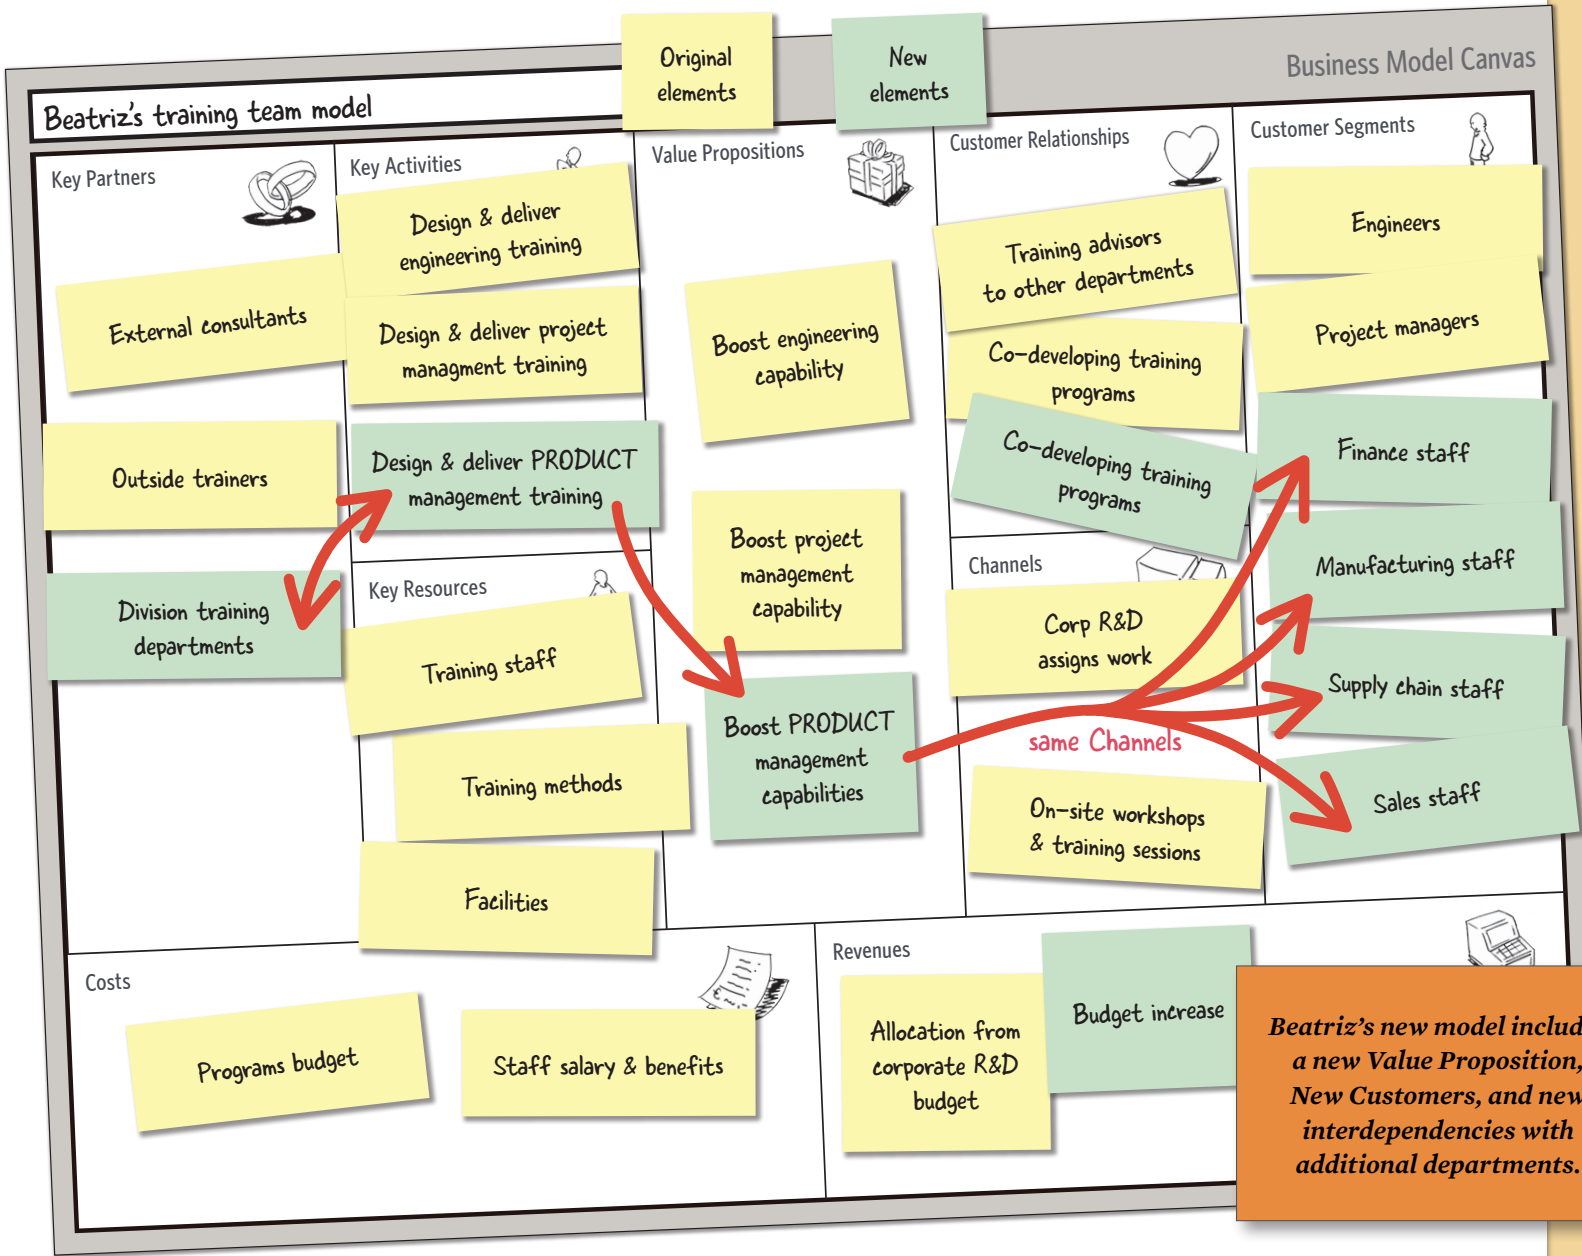 Original
elements
New
elements
Business Model Canvas
Beatriz's training team model
Key Partners
External consultants
Outside trainers
Division training
departments
Key Activities
Design & deliver
engineering training
Design & deliver project
managment training
Design & deliver PRODUCT
management training
Key Resources
Training staff
Training methods
Facilities
Value Propositions
Boost engineering
capability
Boost project
management
capability
Boost PRODUCT
management
capabilities
Customer Relationships
Training advisors
to other departments
Co-developing training
programs
Co-developing training
programs
Channels
Corp R&D
assigns work
same Channels
On-site workshops
& training sessions
Customer Segments
Engineers
Project managers
Finance staff
Manufacturing staff
Supply chain staff
Sales staff
Costs
Programs budget
Staff salary & benefits
Revenues
Allocation from
corporate R&D
budget
Budget increase
Beatriz's new model includ
a new Value Proposition,
New Customers, and new
interdependencies with
additional departments.